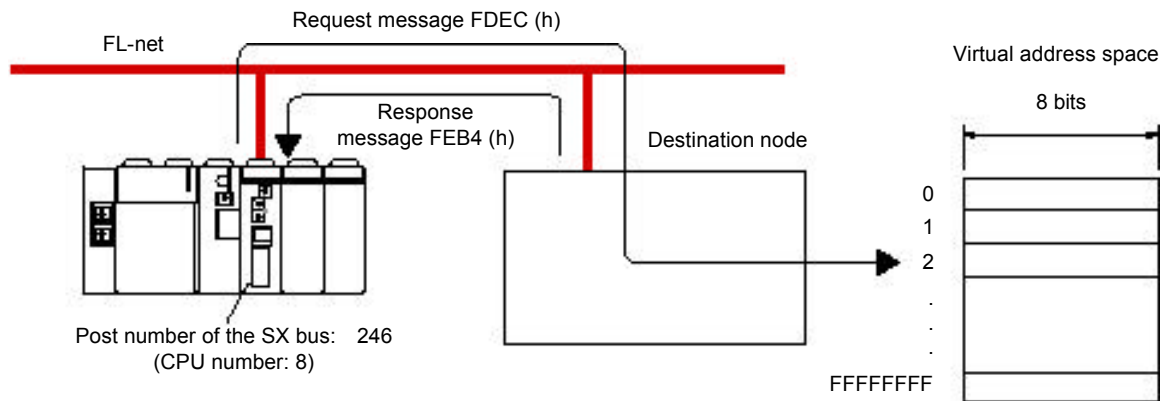 Request message FDEC (h)
FL-net
Virtual address space
8 bits
Response
message FEB4 (h)
Destination node
0
1
2
.
.
.
FFFFFFFF
Post number of the SX bus: 246
(CPU number: 8)